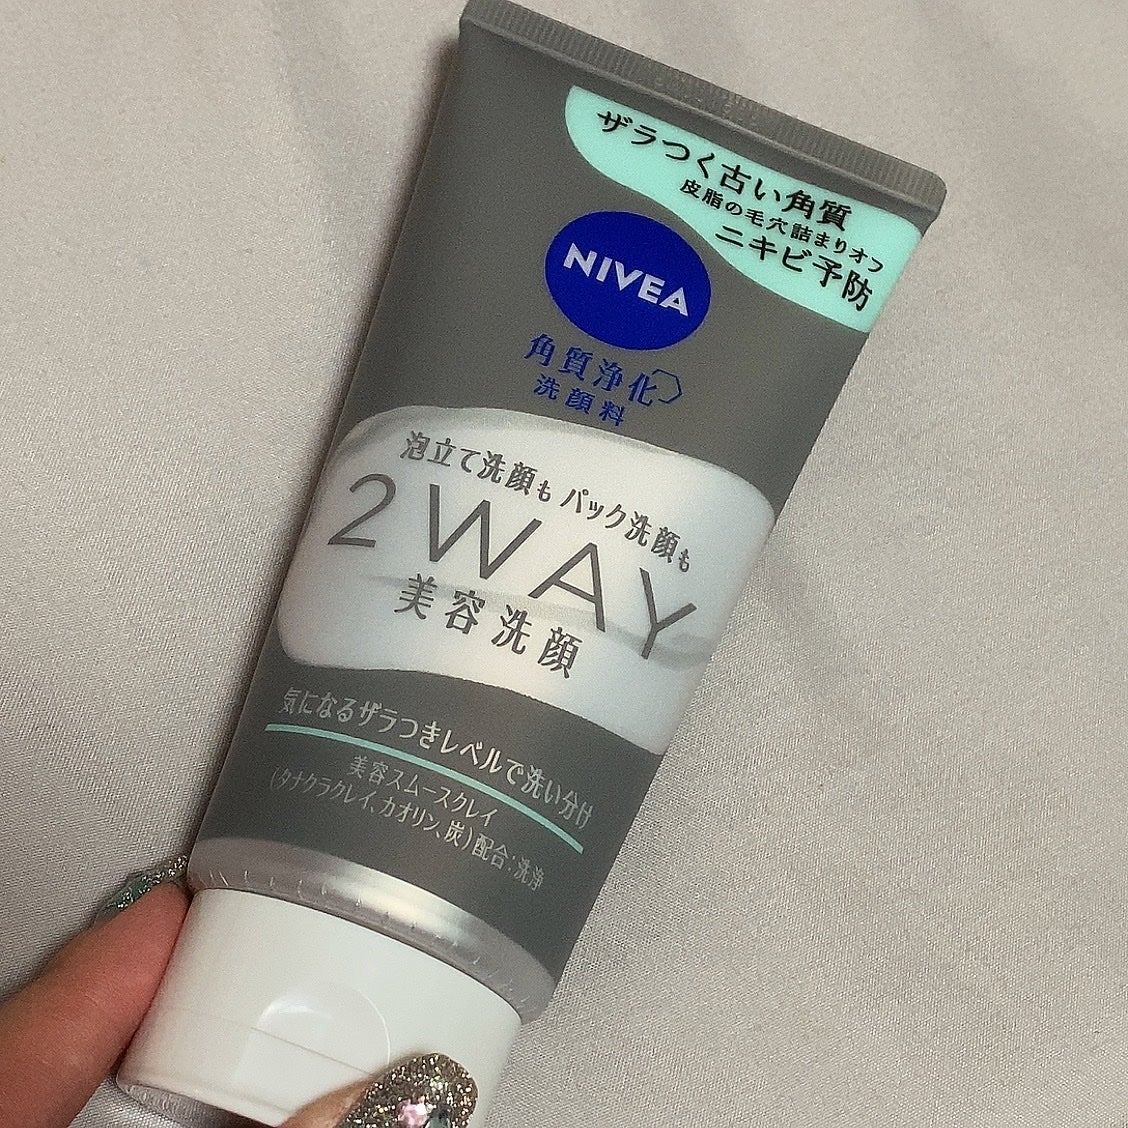 ザラつく古い角質
皮脂の毛穴詰まりオフ
ニキビ予防
NIVEA
角質浄化
洗顔料
泡立て洗顔も パック洗顔も
2WAY
美容洗顔
気になるザラつきレベルで洗い分け
美容スムースクレイ
(タナクラクレイ、カオリン、炭)配合:洗浄